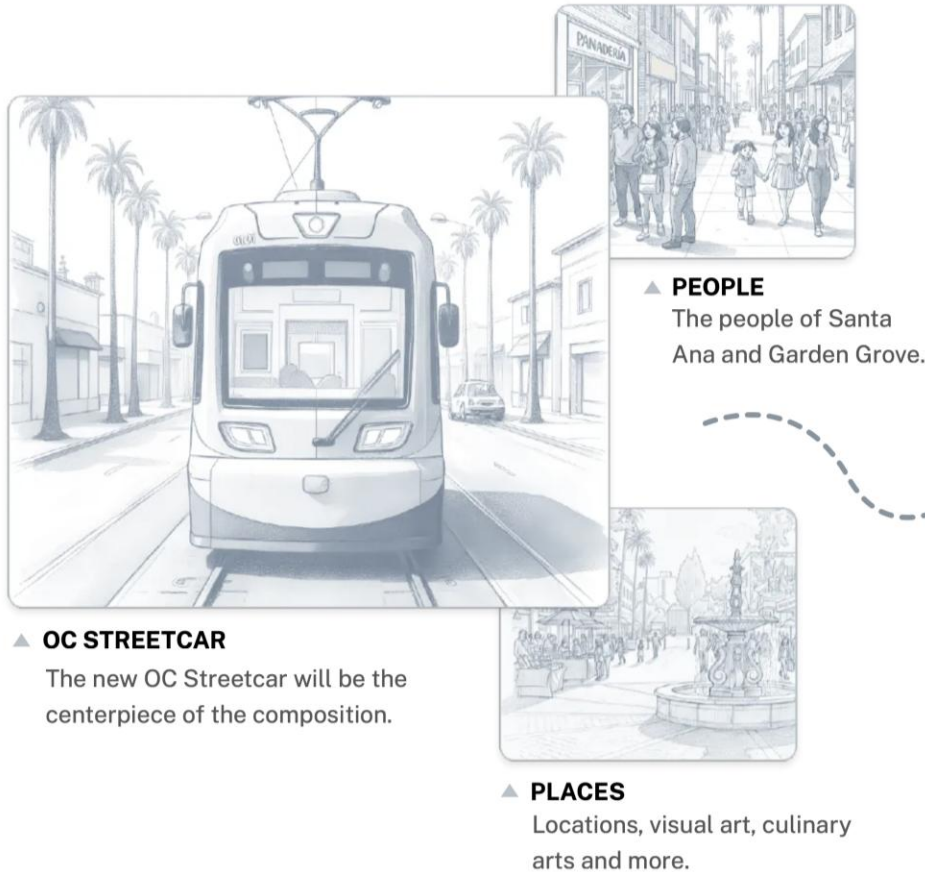 PANADERÍA
PEOPLE
The people of Santa
Ana and Garden Grove.
OC STREETCAR
The new OC Streetcar will be the
centerpiece of the composition.
PLACES
Locations, visual art, culinary
arts and more.